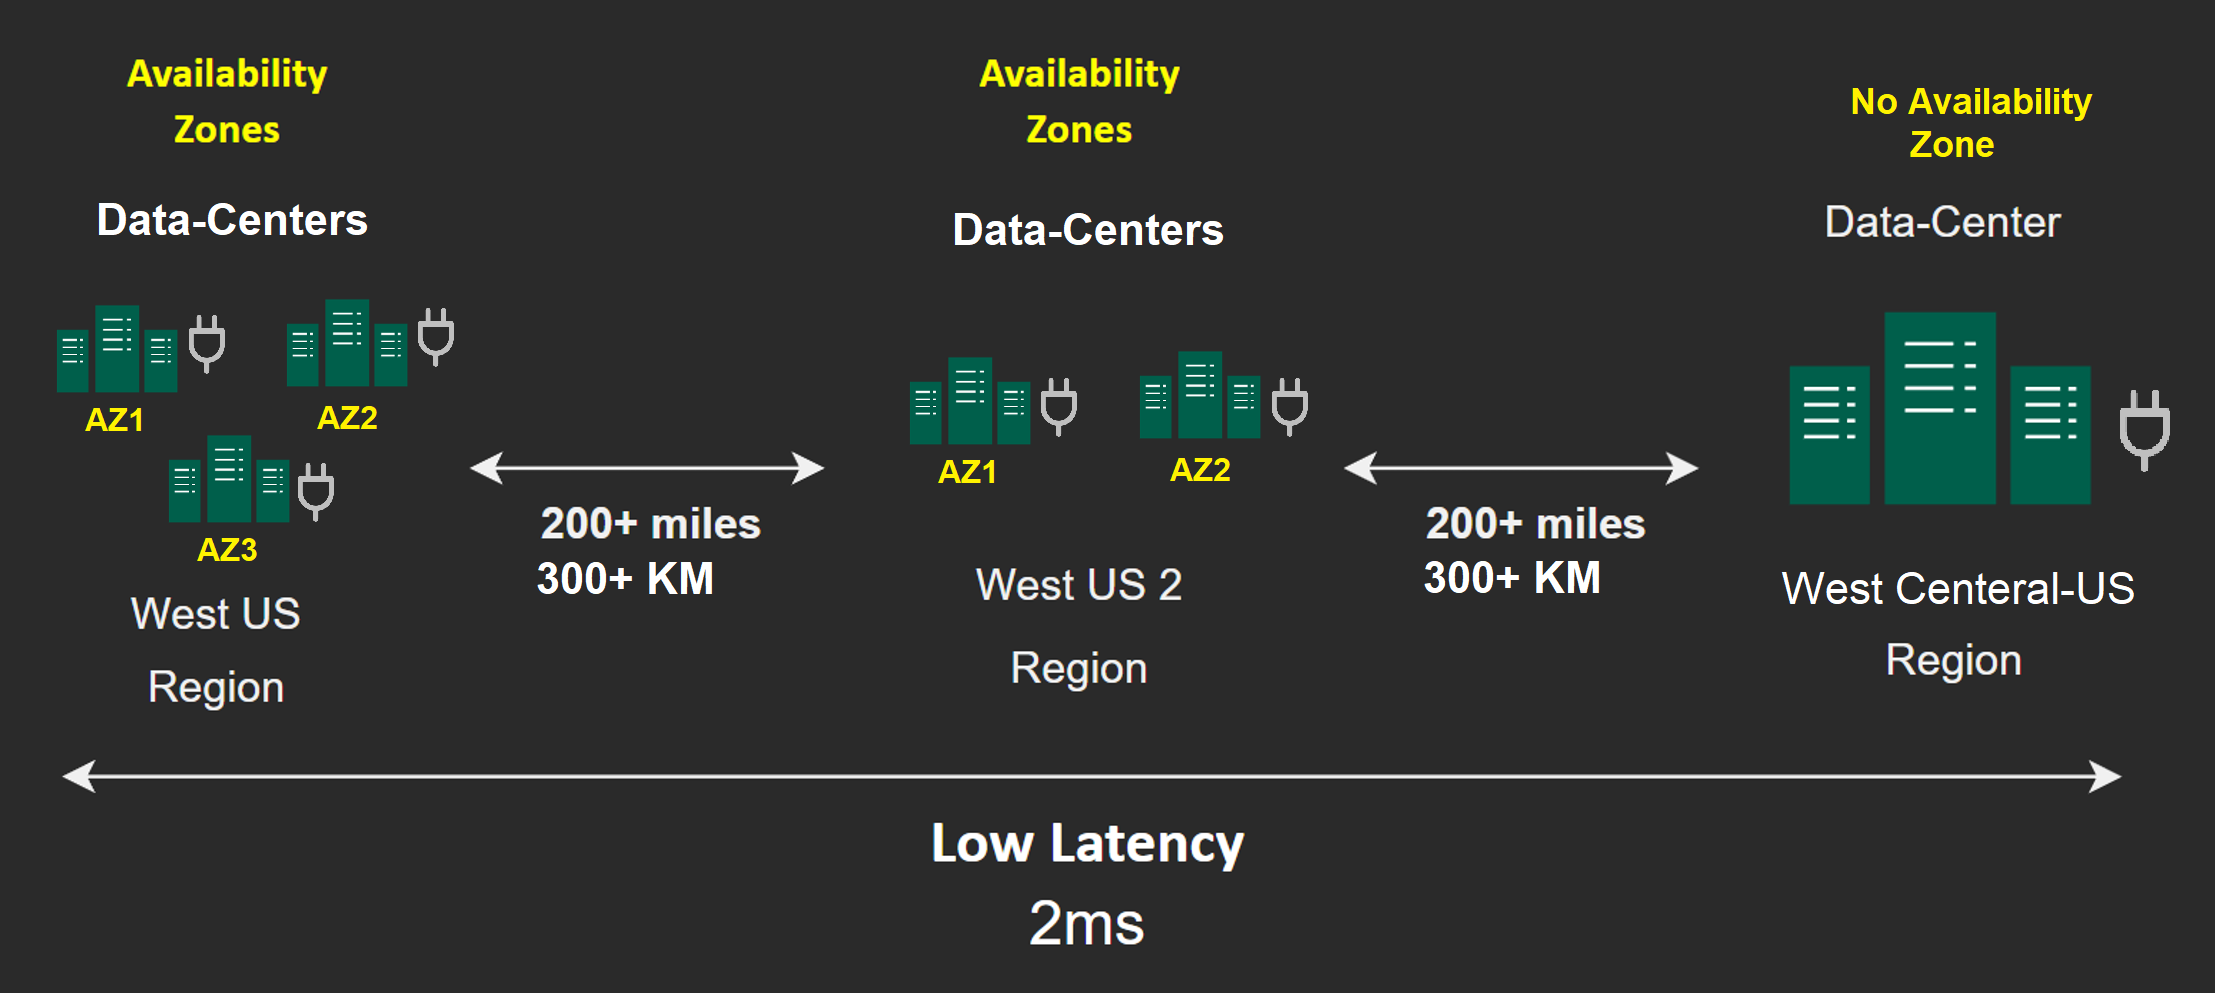 Availability
Zones
Data-Centers
AZ1
AZ2
AZ3
West US
Region
200+ miles
300+ KM
Availability
Zones
Data-Centers
AZ1
AZ2
West US 2
Region
200+ miles
300+ KM
No Availability
Zone
Data-Center
West Centeral-US
Region
Low Latency
2ms